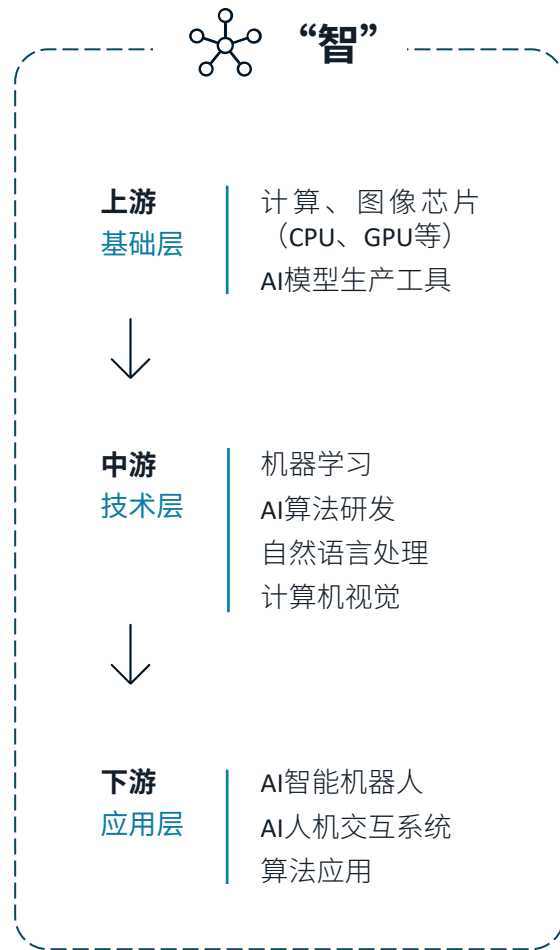 “智”
上游
基础层
计算、图像芯片
（CPU、GPU等）
AI模型生产工具
中游
技术层
机器学习
AI算法研发
自然语言处理
计算机视觉
下游
应用层
AI智能机器人
AI人机交互系统
算法应用